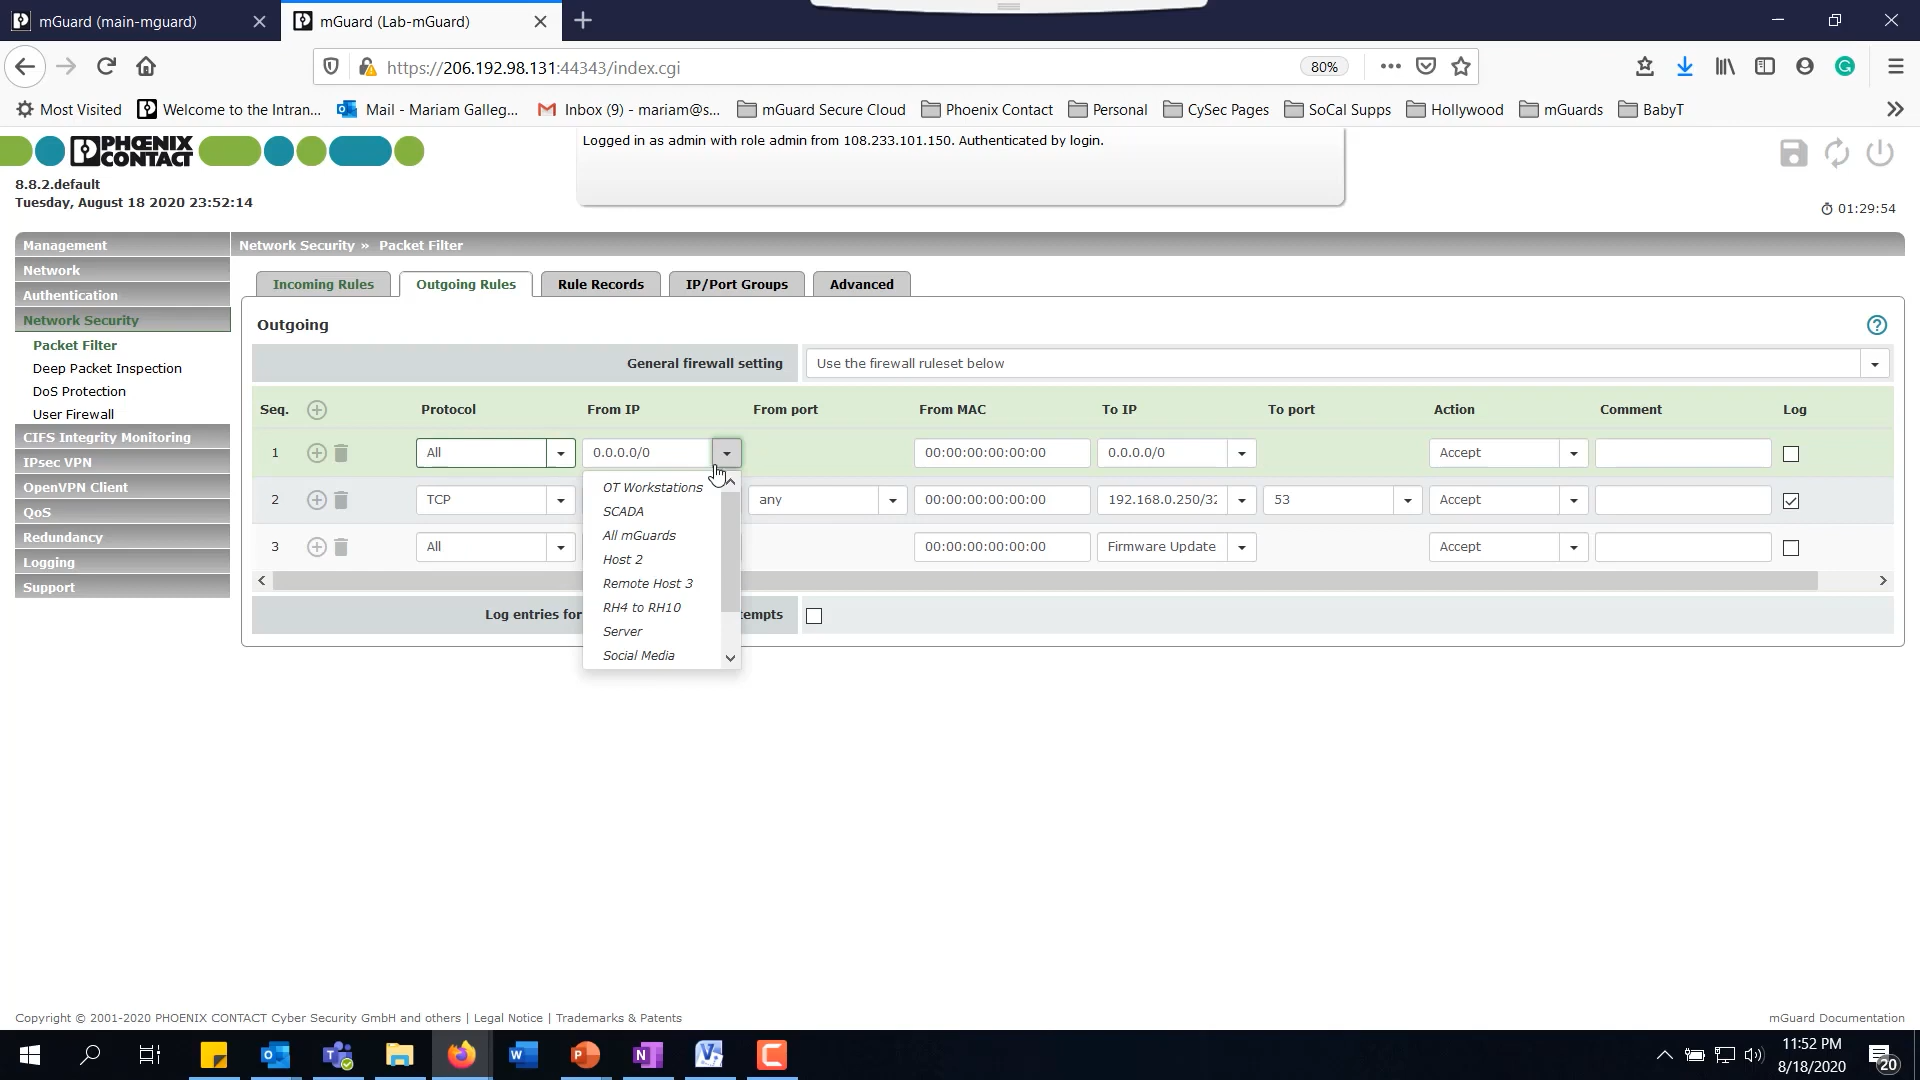 mGuard (main-mguard)
mGuard (Lab-mGuard)
https://206.192.98.131:44343/index.cgi
80%
Most Visited
Welcome to the Intran...
Mail - Mariam Galleg...
Inbox (9) - mariam@s...
mGuard Secure Cloud
Phoenix Contact
Personal
CySec Pages
SoCal Supps
Hollywood
mGuards
BabyT
PHŒNIX
CONTACT
Logged in as admin with role admin from 108.233.101.150. Authenticated by login.
8.8.2.default
Tuesday, August 18 2020 23:52:14
01:29:54
Management
Network
Authentication
Network Security
Packet Filter
Deep Packet Inspection
DoS Protection
User Firewall
CIFS Integrity Monitoring
IPsec VPN
OpenVPN Client
QoS
Redundancy
Logging
Support
Network Security » Packet Filter
Incoming Rules
Outgoing Rules
Rule Records
IP/Port Groups
Advanced
Outgoing
General firewall setting
Use the firewall ruleset below
Seq. Protocol From IP From port From MAC To IP To port Action Comment Log
1 All 0.0.0.0/0 00:00:00:00:00:00 0.0.0.0/0 Accept
2 TCP any 00:00:00:00:00:00 192.168.0.250/32 53 Accept
3 All 00:00:00:00:00:00 Firmware Update Accept
OT Workstations
SCADA
All mGuards
Host 2
Remote Host 3
RH4 to RH10
Server
Social Media
Log entries for
tempts
Copyright © 2001-2020 PHOENIX CONTACT Cyber Security GmbH and others | Legal Notice | Trademarks & Patents
mGuard Documentation
11:52 PM
8/18/2020
20